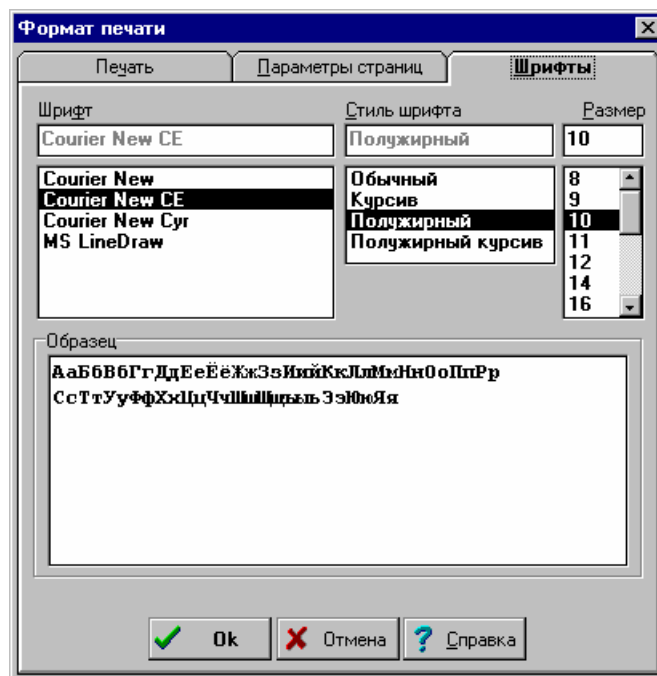 Формат печати
Печать Параметры страниц Шрифты
Шрифт Стиль шрифта Размер
Courier New CE Полужирный 10
Courier New Обычный 8
Courier New CE Курсив 9
Courier New Cyr Полужирный 10
MS LineDraw Полужирный курсив 11
12
14
16
Образец
АаБбВбГгДдЕеЁёЖжЗзИийКкЛлМмНнОоПпРр
СсТтУуФфХхЦцЧчШшЩщъыьЭэЮюЯя
Ok Отмена Справка